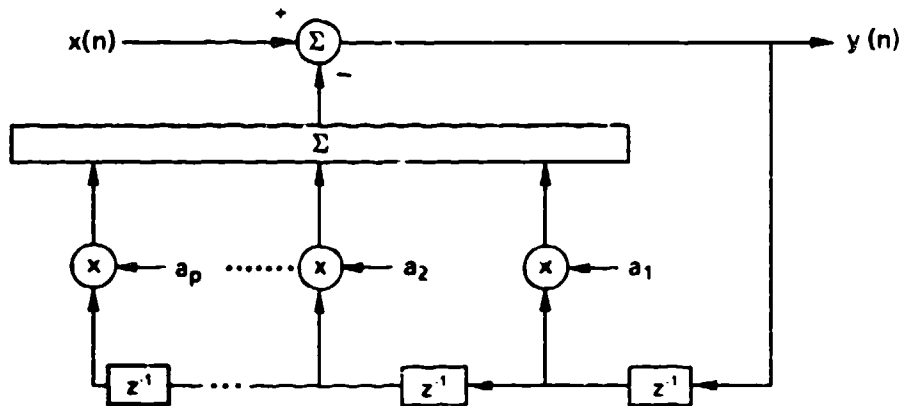 +
x(n) Σ y (n)
−
Σ
x a_p ....... x a_2 x a_1
z^-1 ... z^-1 z^-1